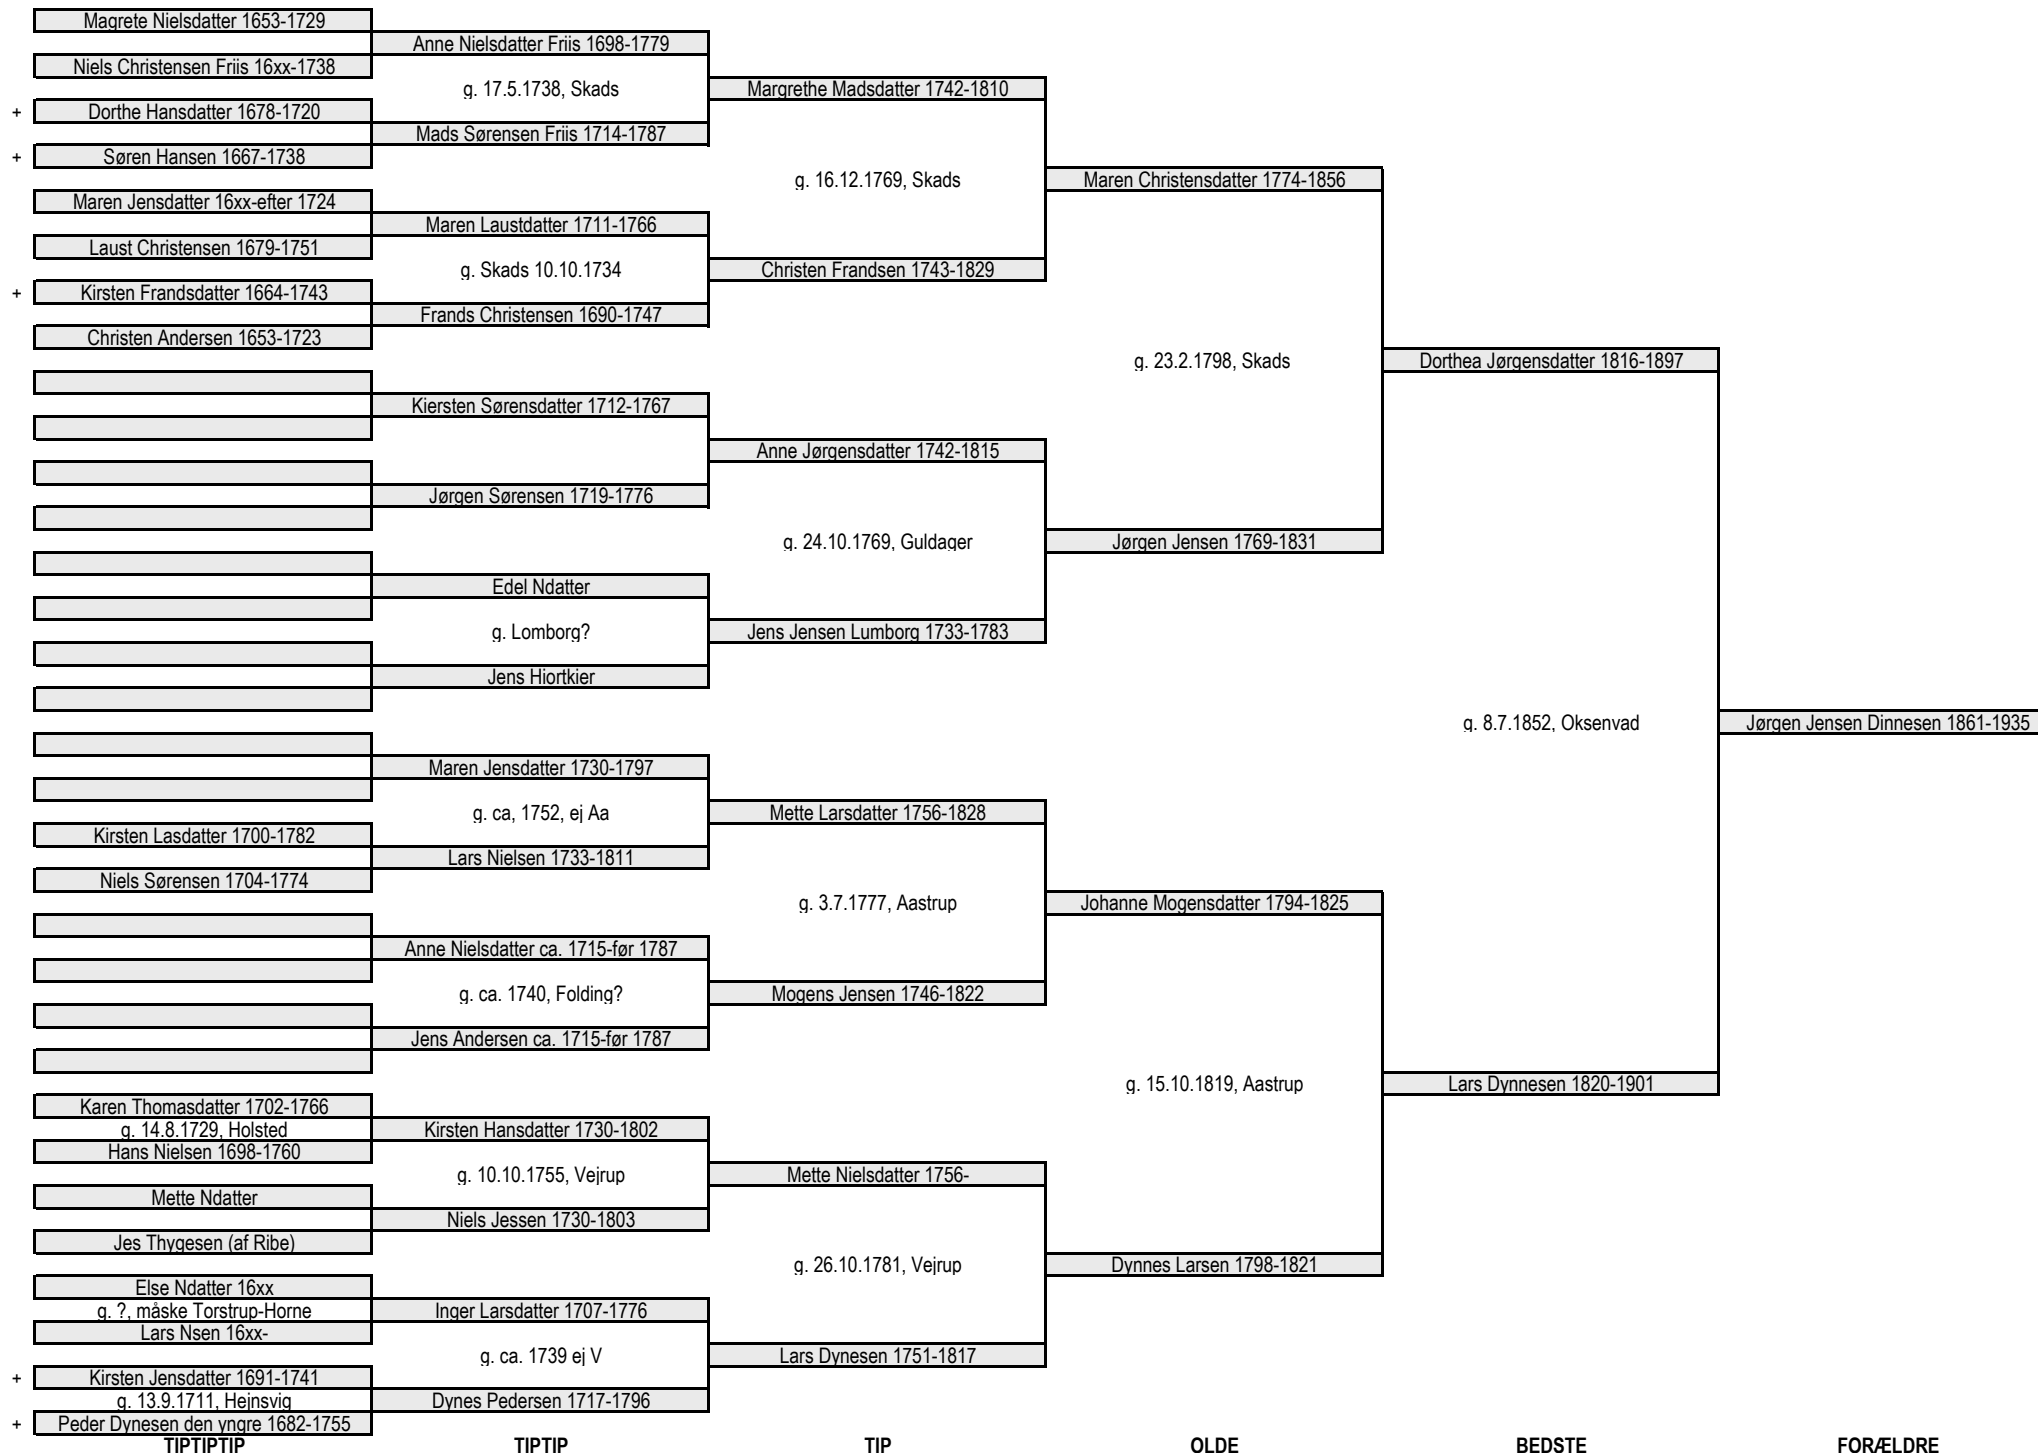 Magrete Nielsdatter 1653-1729
Anne Nielsdatter Friis 1698-1779
Niels Christensen Friis 16xx-1738
g. 17.5.1738, Skads
Margrethe Madsdatter 1742-1810
+ Dorthe Hansdatter 1678-1720
Mads Sørensen Friis 1714-1787
+ Søren Hansen 1667-1738
g. 16.12.1769, Skads
Maren Christensdatter 1774-1856
Maren Jensdatter 16xx-efter 1724
Maren Laustdatter 1711-1766
Laust Christensen 1679-1751
g. Skads 10.10.1734
Christen Frandsen 1743-1829
+ Kirsten Frandsdatter 1664-1743
Frands Christensen 1690-1747
Christen Andersen 1653-1723
g. 23.2.1798, Skads
Dorthea Jørgensdatter 1816-1897
Kiersten Sørensdatter 1712-1767
Anne Jørgensdatter 1742-1815
Jørgen Sørensen 1719-1776
g. 24.10.1769, Guldager
Jørgen Jensen 1769-1831
Edel Ndatter
g. Lomborg?
Jens Jensen Lumborg 1733-1783
Jens Hiortkier
g. 8.7.1852, Oksenvad
Jørgen Jensen Dinnesen 1861-1935
Maren Jensdatter 1730-1797
g. ca, 1752, ej Aa
Mette Larsdatter 1756-1828
Kirsten Lasdatter 1700-1782
Lars Nielsen 1733-1811
Niels Sørensen 1704-1774
g. 3.7.1777, Aastrup
Johanne Mogensdatter 1794-1825
Anne Nielsdatter ca. 1715-før 1787
g. ca. 1740, Folding?
Mogens Jensen 1746-1822
Jens Andersen ca. 1715-før 1787
g. 15.10.1819, Aastrup
Lars Dynnesen 1820-1901
Karen Thomasdatter 1702-1766
g. 14.8.1729, Holsted
Kirsten Hansdatter 1730-1802
Hans Nielsen 1698-1760
g. 10.10.1755, Vejrup
Mette Nielsdatter 1756-
Mette Ndatter
Niels Jessen 1730-1803
Jes Thygesen (af Ribe)
g. 26.10.1781, Vejrup
Dynnes Larsen 1798-1821
Else Ndatter 16xx
g. ?, måske Torstrup-Horne
Inger Larsdatter 1707-1776
Lars Nsen 16xx-
g. ca. 1739 ej V
Lars Dynesen 1751-1817
+ Kirsten Jensdatter 1691-1741
g. 13.9.1711, Hejnsvig
Dynes Pedersen 1717-1796
+ Peder Dynesen den yngre 1682-1755
TIPTIPTIP TIPTIP TIP OLDE BEDSTE FORÆLDRE